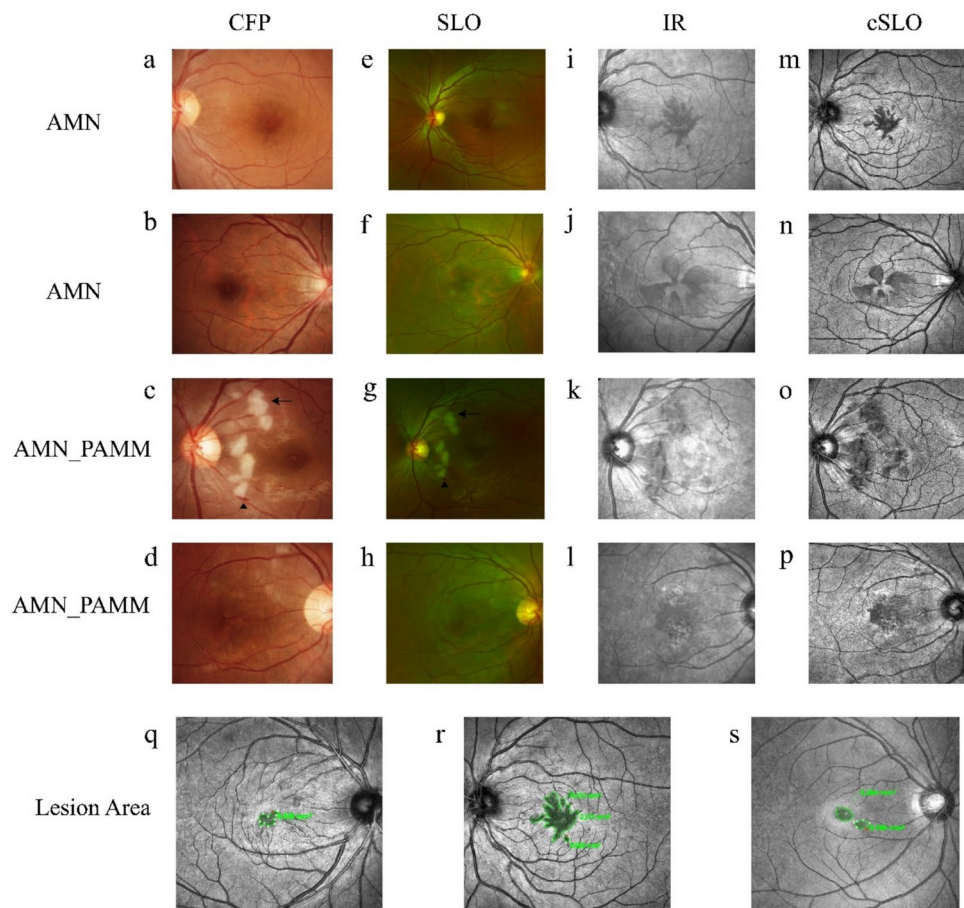 CFP SLO IR cSLO
a e i m
AMN
b f j n
AMN
c g k o
AMN_PAMM
d h l p
AMN_PAMM
q r s
Lesion Area